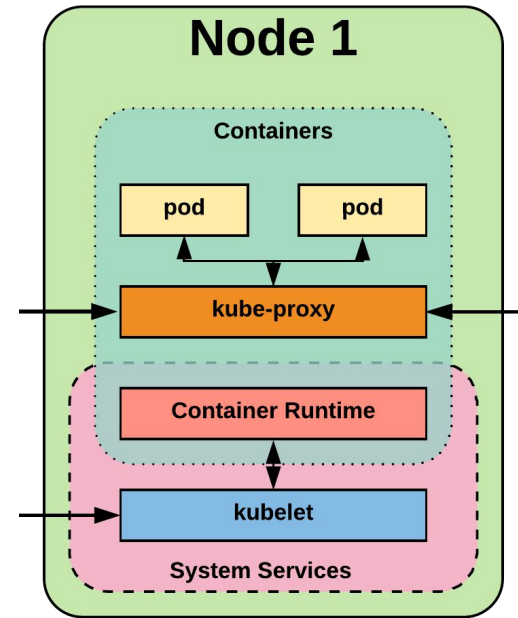 Node 1
Containers
pod
pod
kube-proxy
Container Runtime
kubelet
System Services